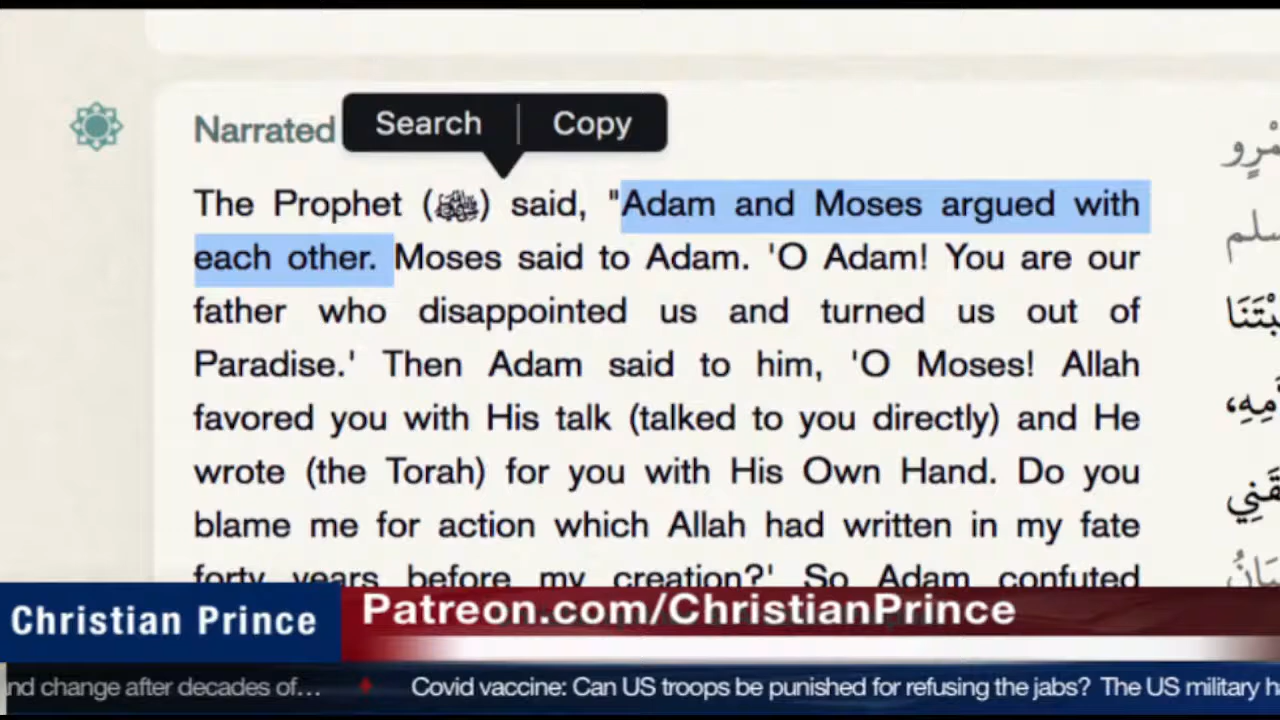 Search
Copy
Narrated
The Prophet (ﷺ) said, "Adam and Moses argued with
each other. Moses said to Adam. 'O Adam! You are our
father who disappointed us and turned us out of
Paradise.' Then Adam said to him, 'O Moses! Allah
favored you with His talk (talked to you directly) and He
wrote (the Torah) for you with His Own Hand. Do you
blame me for action which Allah had written in my fate
forty years before my creation?' So Adam confuted
سلم
Christian Prince
Patreon.com/ChristianPrince
nd change after decades of...
Covid vaccine: Can US troops be punished for refusing the jabs? The US military h